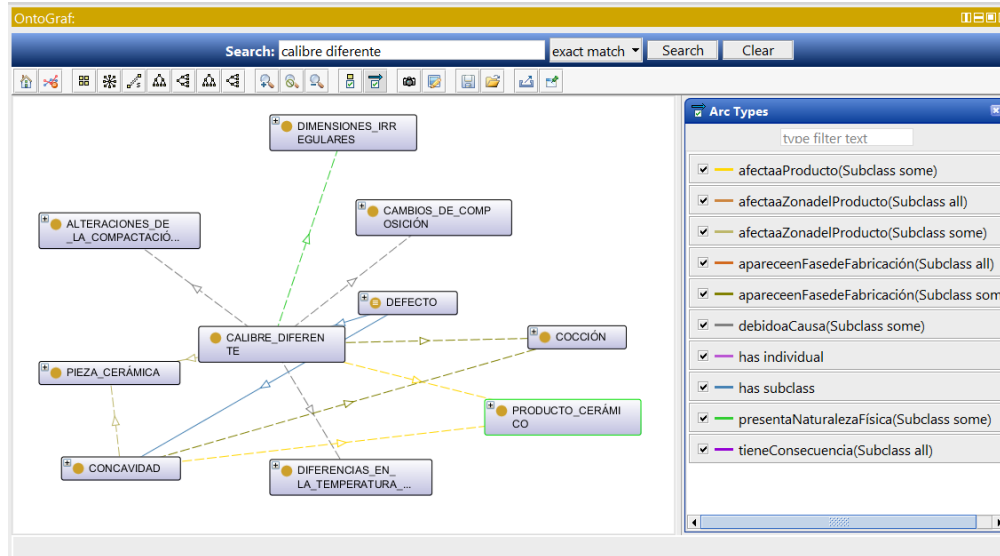 OntoGraf:
Search: calibre diferente exact match Search Clear
DIMENSIONES_IRR
EGULARES
ALTERACIONES_DE
_LA_COMPACTACIÓ...
CAMBIOS_DE_COMP
OSICIÓN
DEFECTO
CALIBRE_DIFEREN
TE
COCCIÓN
PIEZA_CERÁMICA
PRODUCTO_CERÁMI
CO
CONCAVIDAD
DIFERENCIAS_EN_
LA_TEMPERATURA_...
Arc Types
type filter text
afectaaProducto(Subclass some)
afectaaZonadelProducto(Subclass all)
afectaaZonadelProducto(Subclass some)
apareceenFasedeFabricación(Subclass all)
apareceenFasedeFabricación(Subclass som
debidoaCausa(Subclass some)
has individual
has subclass
presentaNaturalezaFísica(Subclass some)
tieneConsecuencia(Subclass all)